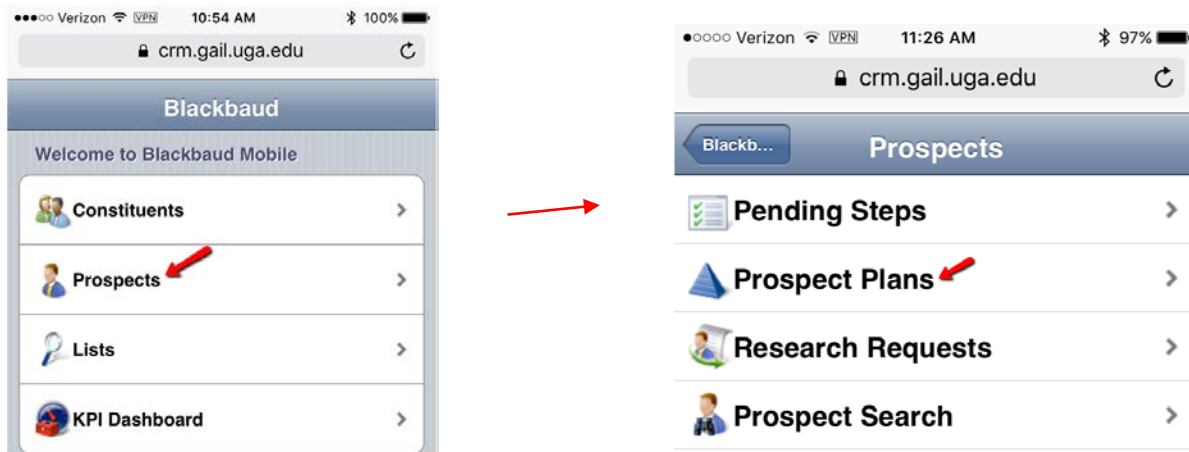 Verizon VPN 10:54 AM 100%
crm.gail.uga.edu
Blackbaud
Welcome to Blackbaud Mobile
Constituents
Prospects
Lists
KPI Dashboard
Verizon VPN 11:26 AM 97%
crm.gail.uga.edu
Blackb... Prospects
Pending Steps
Prospect Plans
Research Requests
Prospect Search